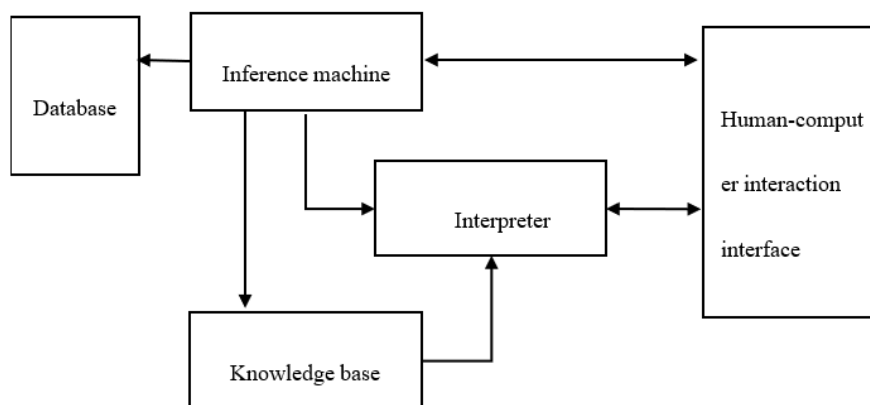 Inference machine
Database
Human-comput
er interaction
interface
Interpreter
Knowledge base